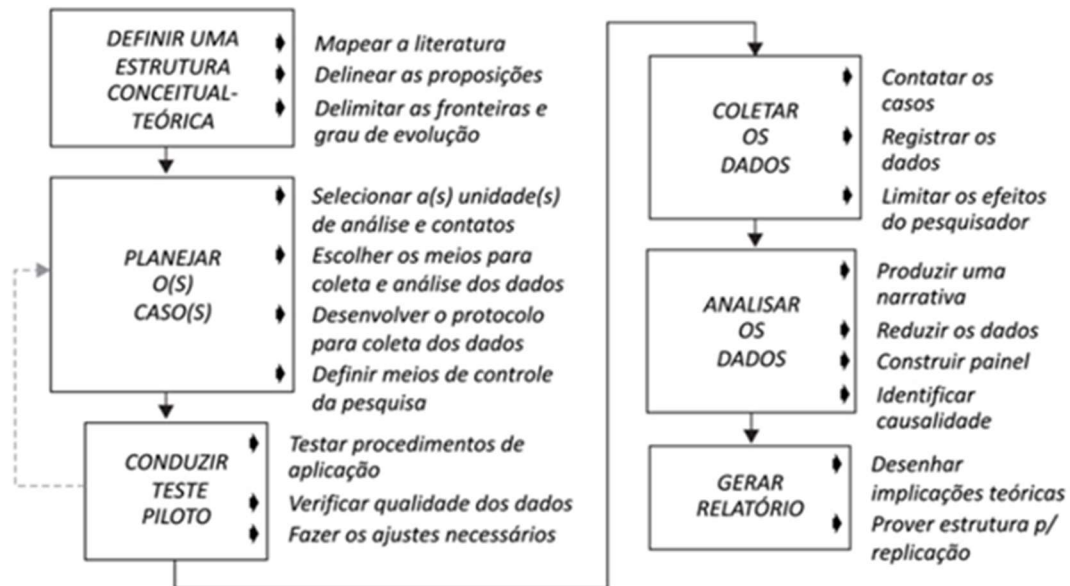 DEFINIR UMA
ESTRUTURA
CONCEITUAL-
TEÓRICA
Mapear a literatura
Delinear as proposições
Delimitar as fronteiras e
grau de evolução
PLANEJAR
O(S)
CASO(S)
Selecionar a(s) unidade(s)
de análise e contatos
Escolher os meios para
coleta e análise dos dados
Desenvolver o protocolo
para coleta dos dados
Definir meios de controle
da pesquisa
CONDUZIR
TESTE
PILOTO
Testar procedimentos de
aplicação
Verificar qualidade dos dados
Fazer os ajustes necessários
COLETAR
OS
DADOS
Contatar os
casos
Registrar os
dados
Limitar os efeitos
do pesquisador
ANALISAR
OS
DADOS
Produzir uma
narrativa
Reduzir os dados
Construir painel
Identificar
causalidade
GERAR
RELATÓRIO
Desenhar
implicações teóricas
Prover estrutura p/
replicação